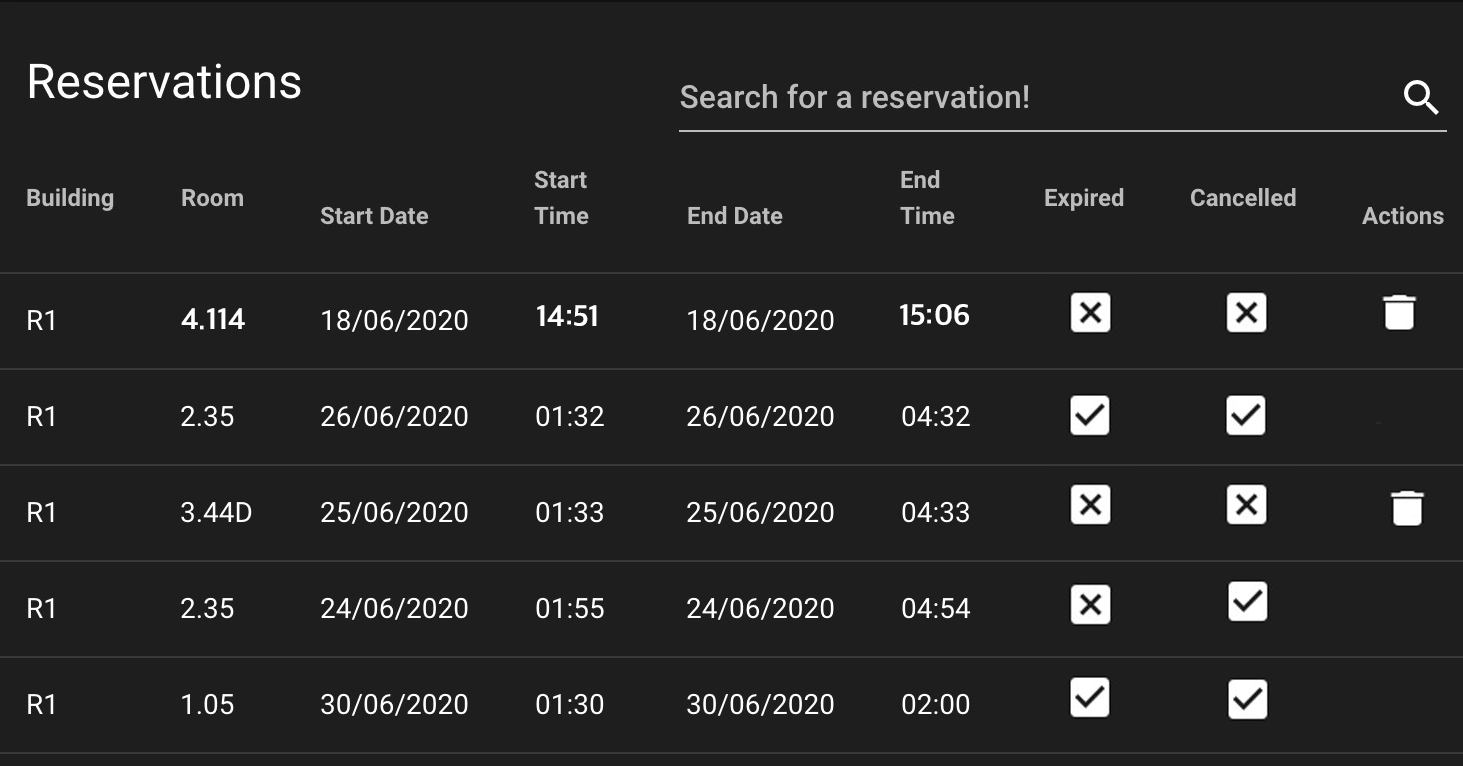 Reservations
Search for a reservation!
Building Room Start Date Start Time End Date End Time Expired Cancelled Actions
R1 4.114 18/06/2020 14:51 18/06/2020 15:06
R1 2.35 26/06/2020 01:32 26/06/2020 04:32
R1 3.44D 25/06/2020 01:33 25/06/2020 04:33
R1 2.35 24/06/2020 01:55 24/06/2020 04:54
R1 1.05 30/06/2020 01:30 30/06/2020 02:00